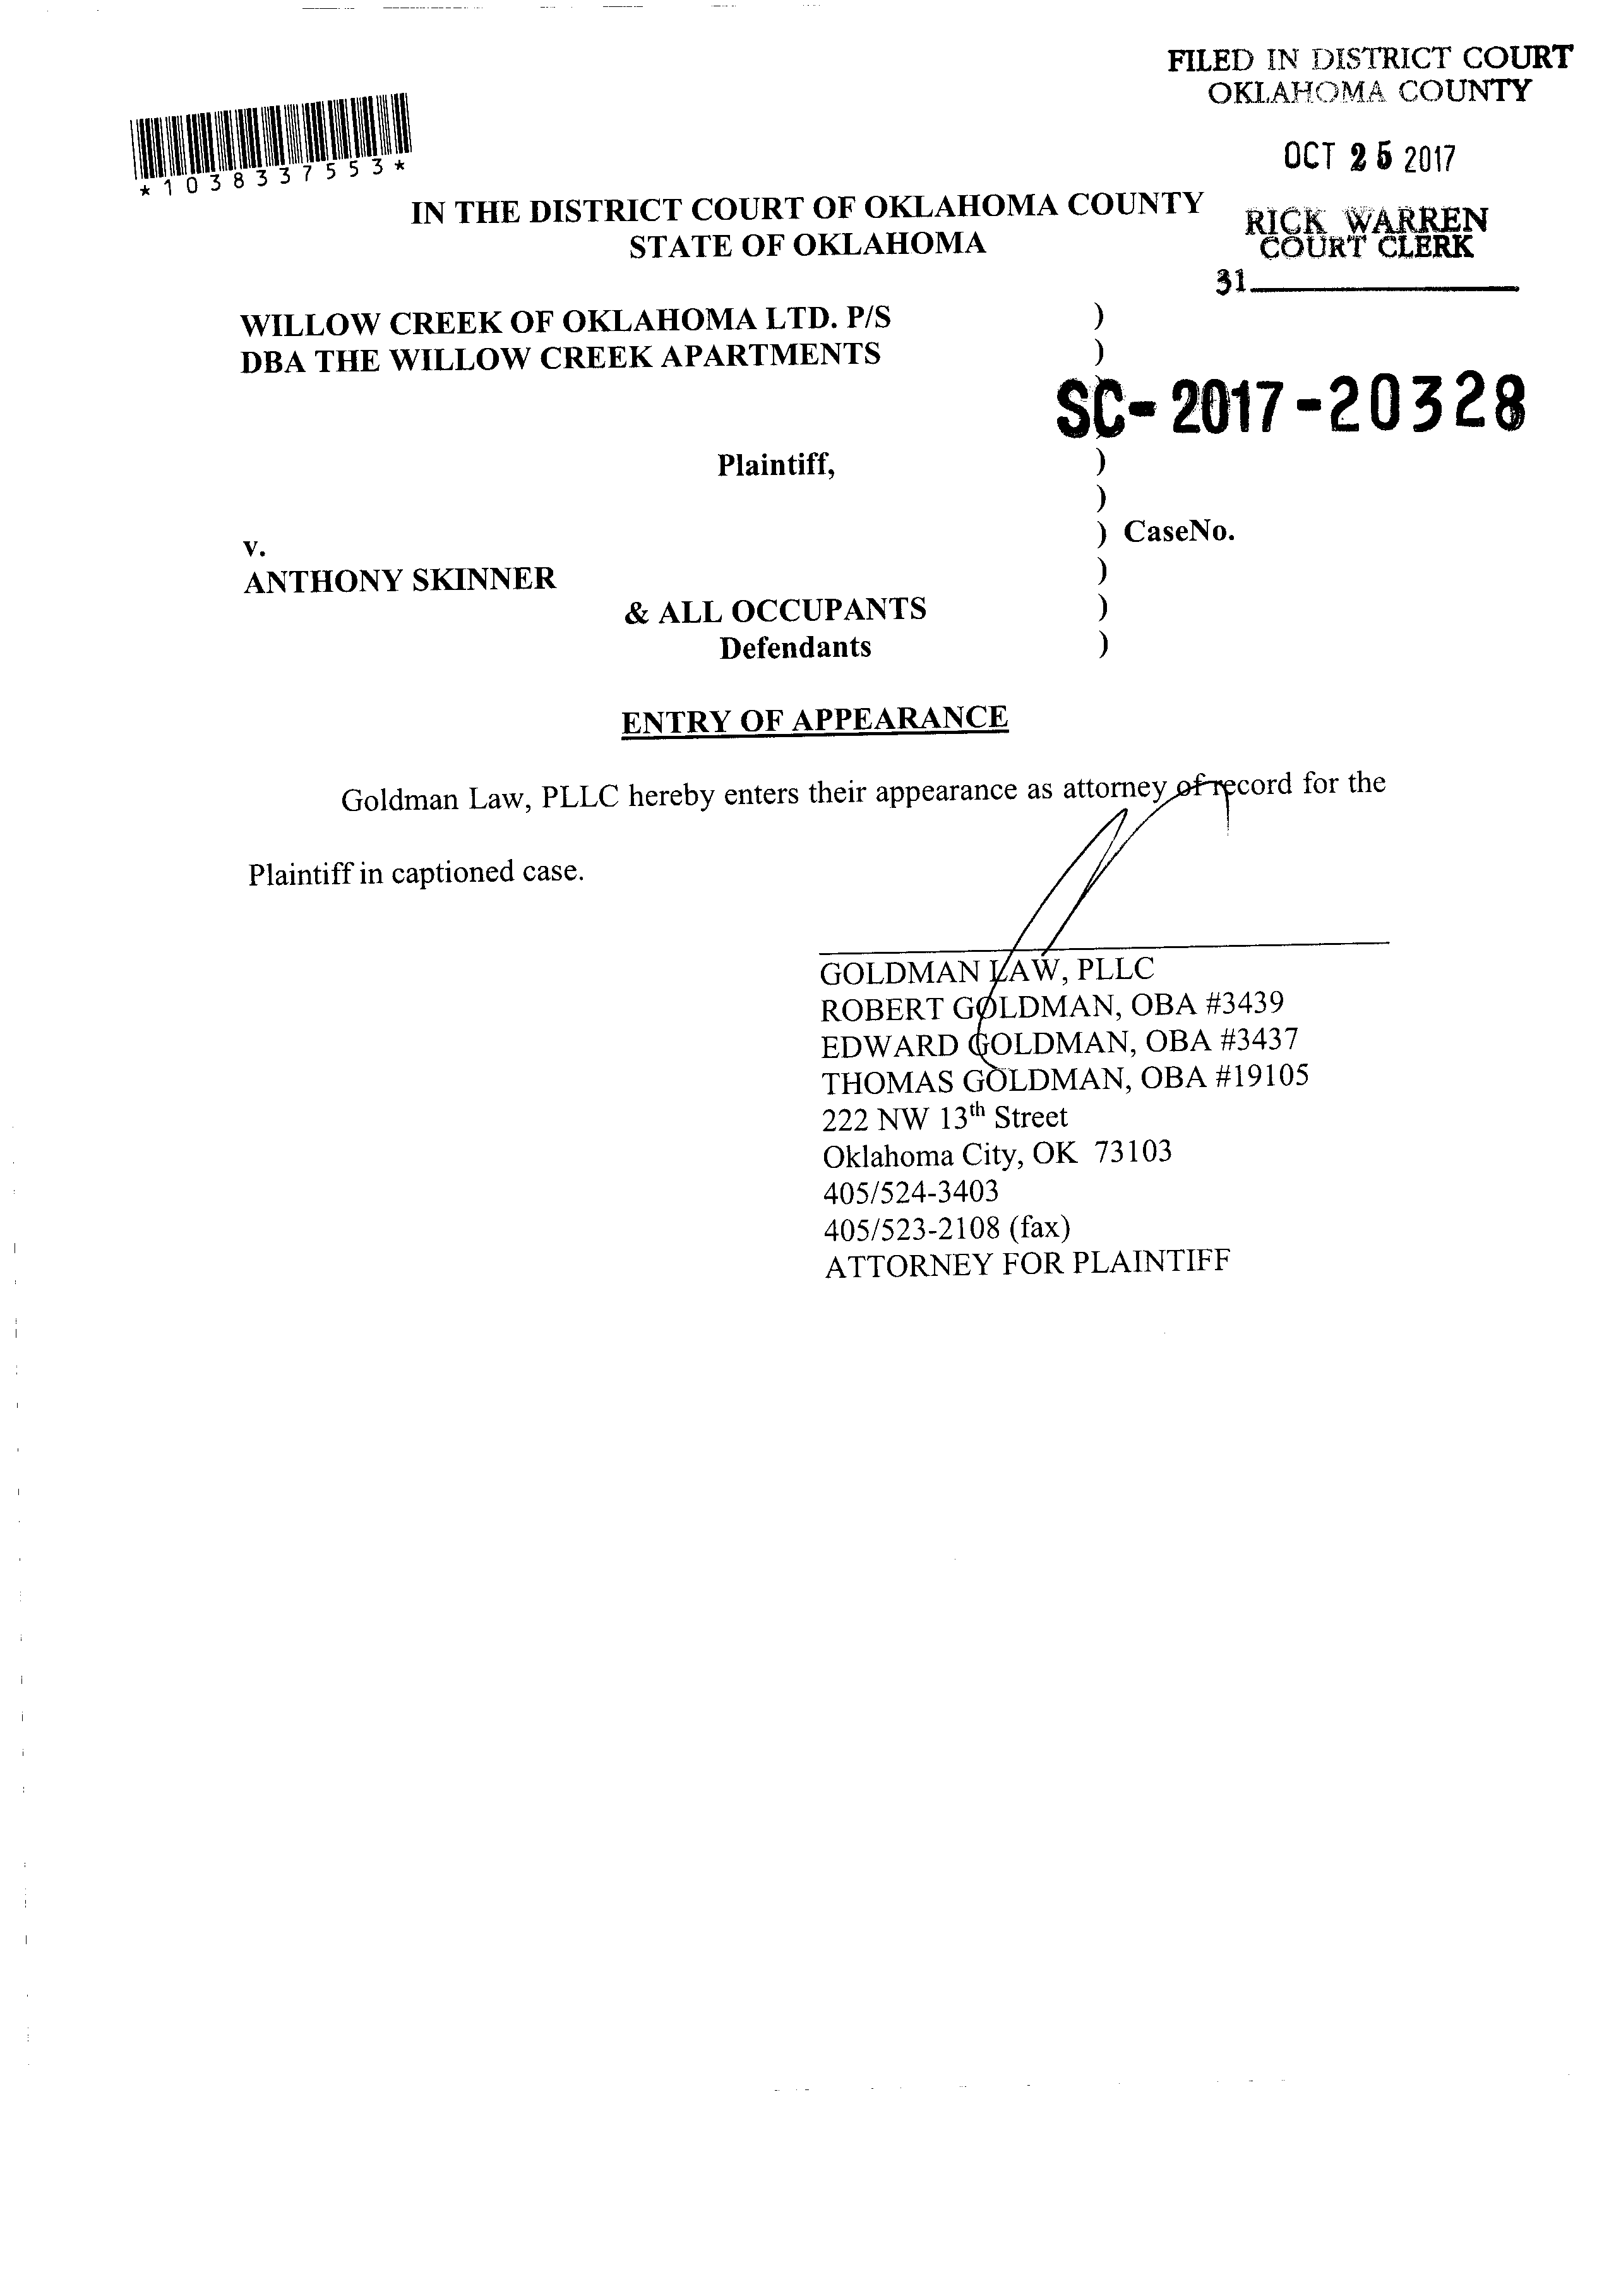 FILED IN DISTRICT COURT
OKLAHOMA COUNTY
OCT 25 2017
RICK WARREN
COURT CLERK
31
*1038337553*
IN THE DISTRICT COURT OF OKLAHOMA COUNTY
STATE OF OKLAHOMA
WILLOW CREEK OF OKLAHOMA LTD. P/S )
DBA THE WILLOW CREEK APARTMENTS )
SC-2017-20328
Plaintiff, )
)
) CaseNo.
v.
ANTHONY SKINNER )
& ALL OCCUPANTS )
Defendants )
ENTRY OF APPEARANCE
Goldman Law, PLLC hereby enters their appearance as attorney of record for the
Plaintiff in captioned case.
GOLDMAN LAW, PLLC
ROBERT GOLDMAN, OBA #3439
EDWARD GOLDMAN, OBA #3437
THOMAS GOLDMAN, OBA #19105
222 NW 13th Street
Oklahoma City, OK 73103
405/524-3403
405/523-2108 (fax)
ATTORNEY FOR PLAINTIFF